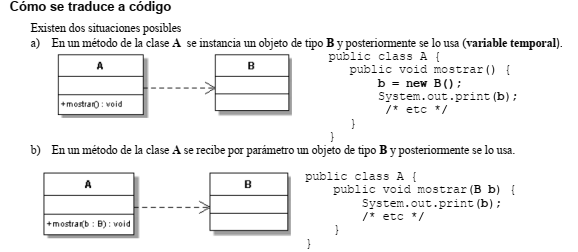 Cómo se traduce a código
Existen dos situaciones posibles
a) En un método de la clase A se instancia un objeto de tipo B y posteriormente se lo usa (variable temporal).
A
+mostrar() : void
B
public class A {
public void mostrar() {
b = new B();
System.out.print(b);
/* etc */
}
}
b) En un método de la clase A se recibe por parámetro un objeto de tipo B y posteriormente se lo usa.
A
+mostrar(b : B) : void
B
public class A {
public void mostrar(B b) {
System.out.print(b);
/* etc */
}
}